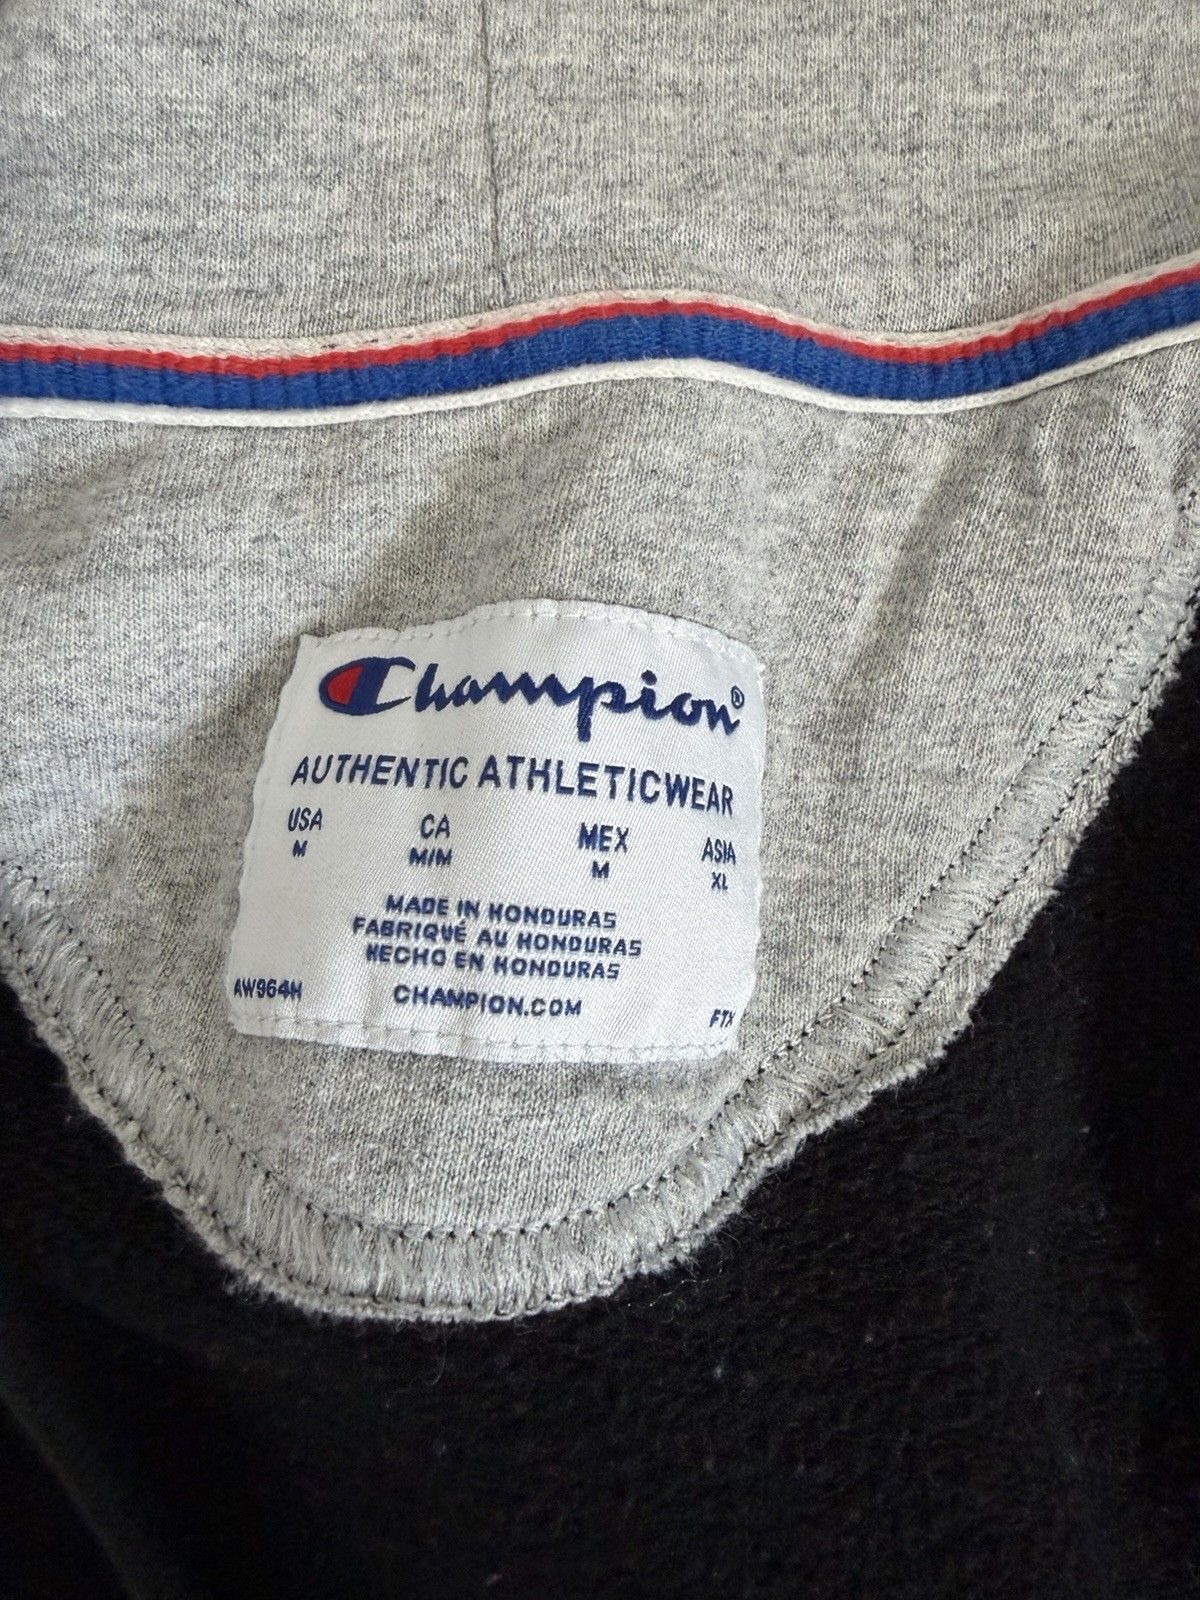 Champion®
AUTHENTIC ATHLETICWEAR
USA CA MEX ASIA
M M/M M XL
MADE IN HONDURAS
FABRIQUÉ AU HONDURAS
HECHO EN HONDURAS
AW964H CHAMPION.COM FTX